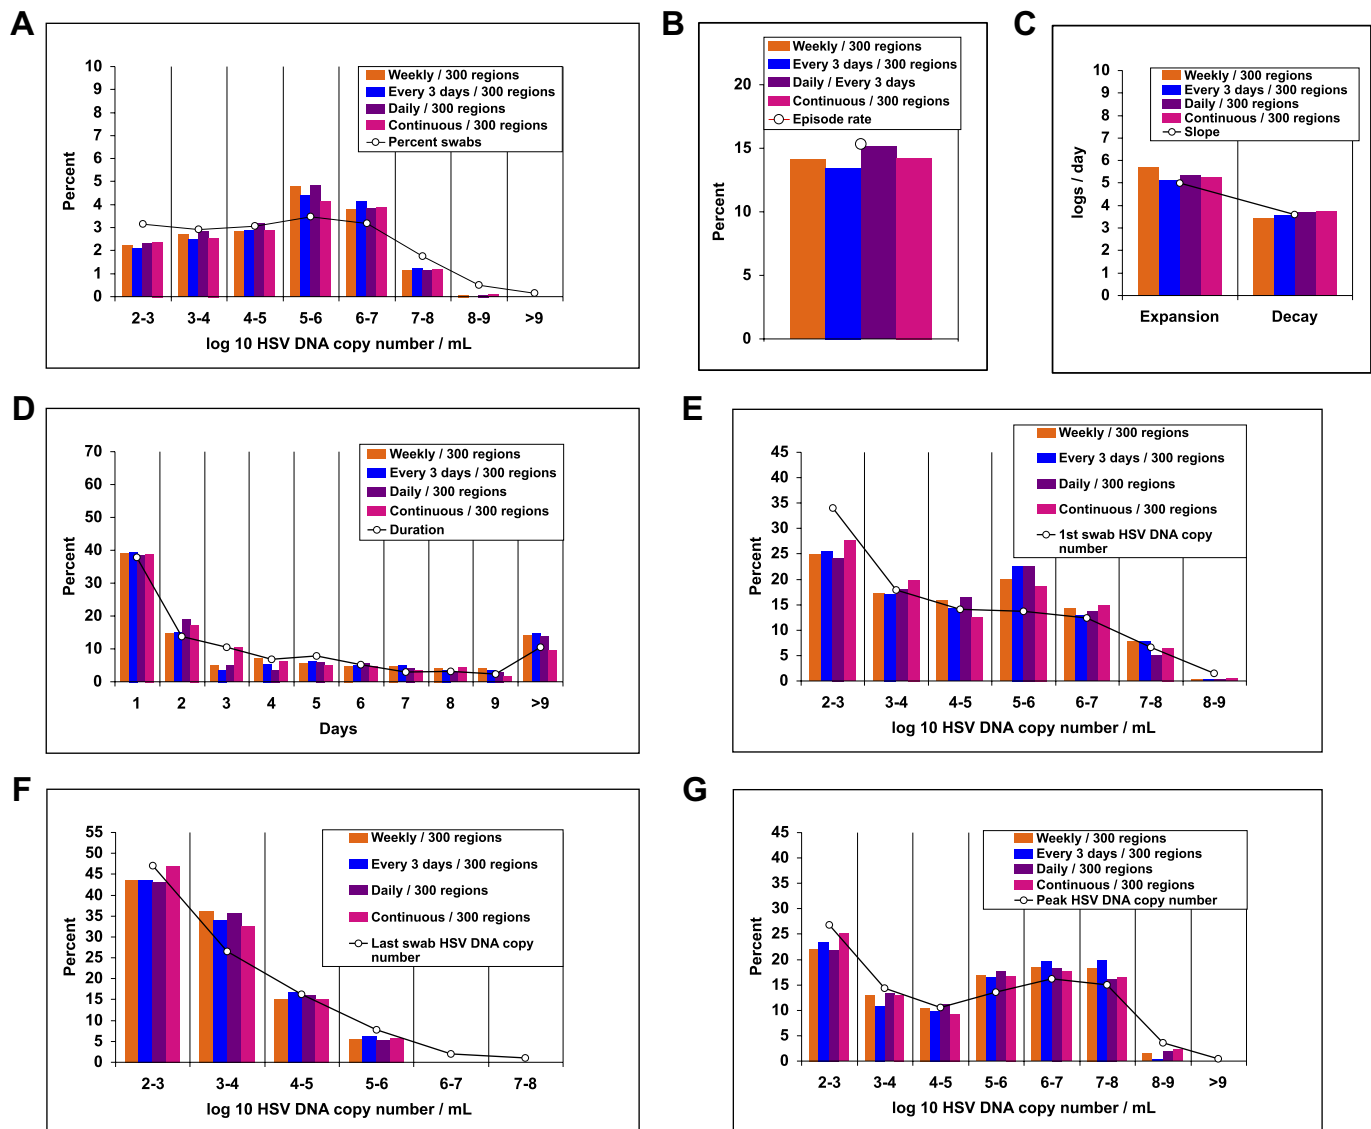 A
10
9
8
7
6
5
4
3
2
1
0
Percent
Weekly / 300 regions
Every 3 days / 300 regions
Daily / 300 regions
Continuous / 300 regions
Percent swabs
2-3 3-4 4-5 5-6 6-7 7-8 8-9 >9
log 10 HSV DNA copy number / mL
B
20
15
10
5
0
Percent
Weekly / 300 regions
Every 3 days / 300 regions
Daily / Every 3 days
Continuous / 300 regions
Episode rate
C
10
9
8
7
6
5
4
3
2
1
0
logs / day
Weekly / 300 regions
Every 3 days / 300 regions
Daily / 300 regions
Continuous / 300 regions
Slope
Expansion Decay
D
70
60
50
40
30
20
10
0
Percent
Weekly / 300 regions
Every 3 days / 300 regions
Daily / 300 regions
Continuous / 300 regions
Duration
1 2 3 4 5 6 7 8 9 >9
Days
E
45
40
35
30
25
20
15
10
5
0
Percent
Weekly / 300 regions
Every 3 days / 300 regions
Daily / 300 regions
Continuous / 300 regions
1st swab HSV DNA copy
number
2-3 3-4 4-5 5-6 6-7 7-8 8-9
log 10 HSV DNA copy number / mL
F
55
50
45
40
35
30
25
20
15
10
5
0
Percent
Weekly / 300 regions
Every 3 days / 300 regions
Daily / 300 regions
Continuous / 300 regions
Last swab HSV DNA copy
number
2-3 3-4 4-5 5-6 6-7 7-8
log 10 HSV DNA copy number / mL
G
45
40
35
30
25
20
15
10
5
0
Percent
Weekly / 300 regions
Every 3 days / 300 regions
Daily / 300 regions
Continuous / 300 regions
Peak HSV DNA copy number
2-3 3-4 4-5 5-6 6-7 7-8 8-9 >9
log 10 HSV DNA copy number / mL